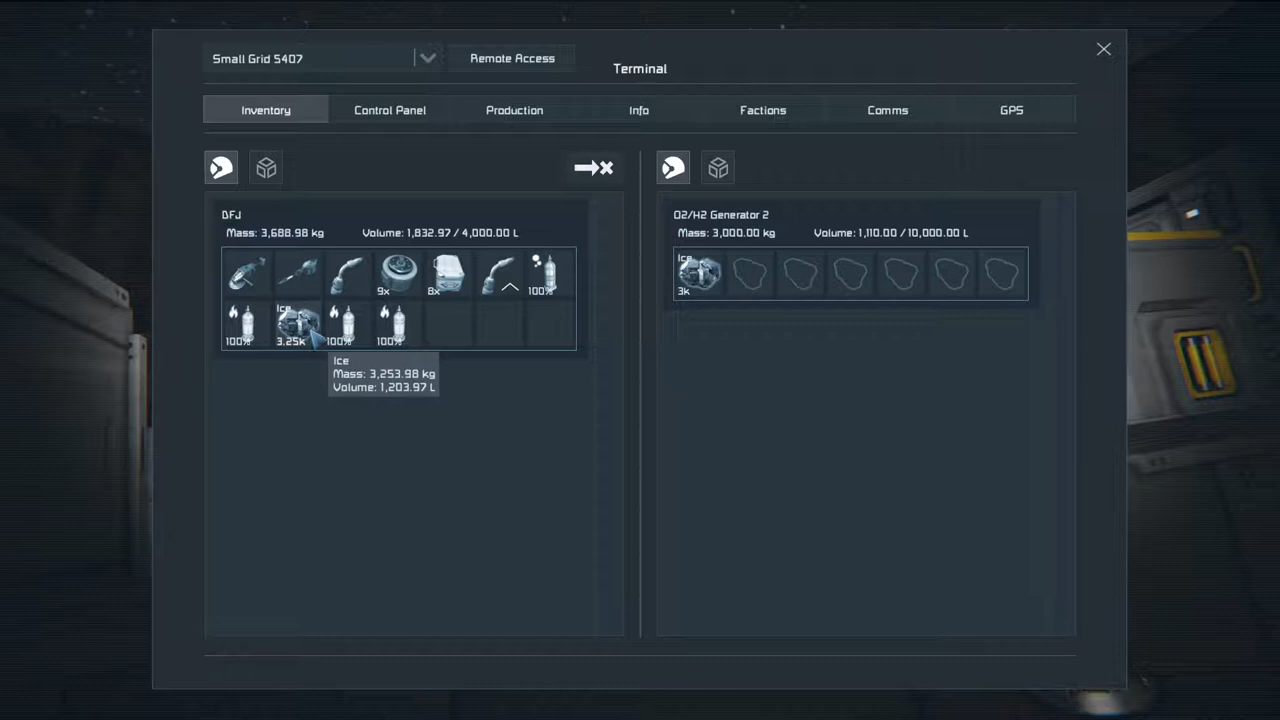 Small Grid 5407
Remote Access
Terminal
Inventory
Control Panel
Production
Info
Factions
Comms
GPS
BFJ
Mass: 3,688.98 kg
Volume: 1,832.97 / 4,000.00 L
9x
8x
100%
100%
Ice
3.25k
100%
100%
Ice
Mass: 3,253.98 kg
Volume: 1,203.97 L
O2/H2 Generator 2
Mass: 3,000.00 kg
Volume: 1,110.00 / 10,000.00 L
Ice
3k